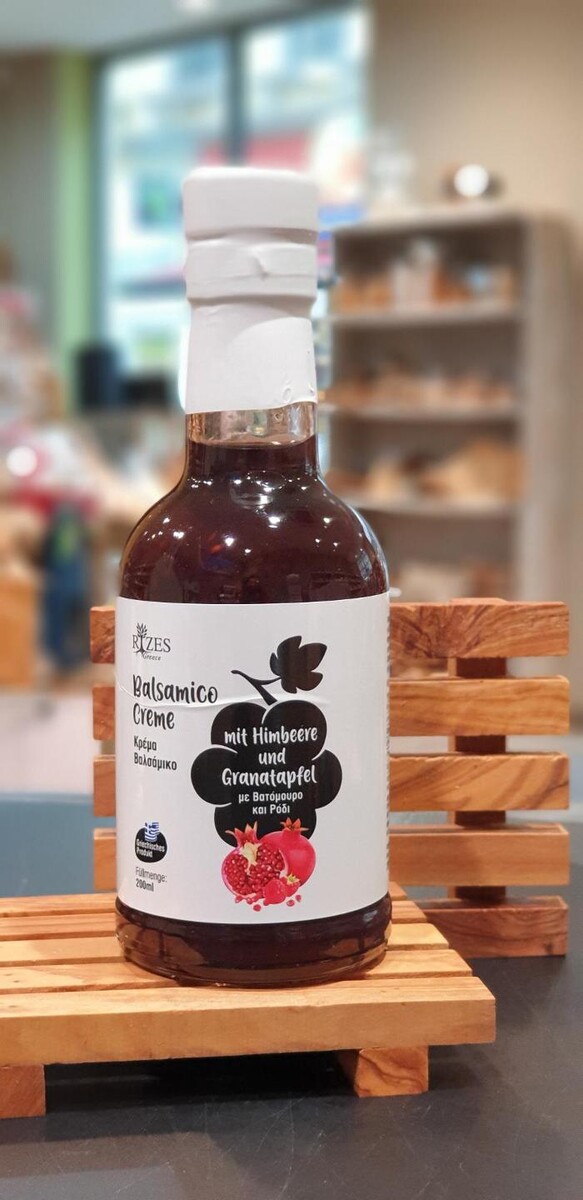 RIZES
Greece
Balsamico
Creme
Κρέμα
Βαλσάμικο
mit Himbeere
und
Granatapfel
με Βατόμουρο
και Ρόδι
Griechisches
Produkt
Füllmenge:
200ml